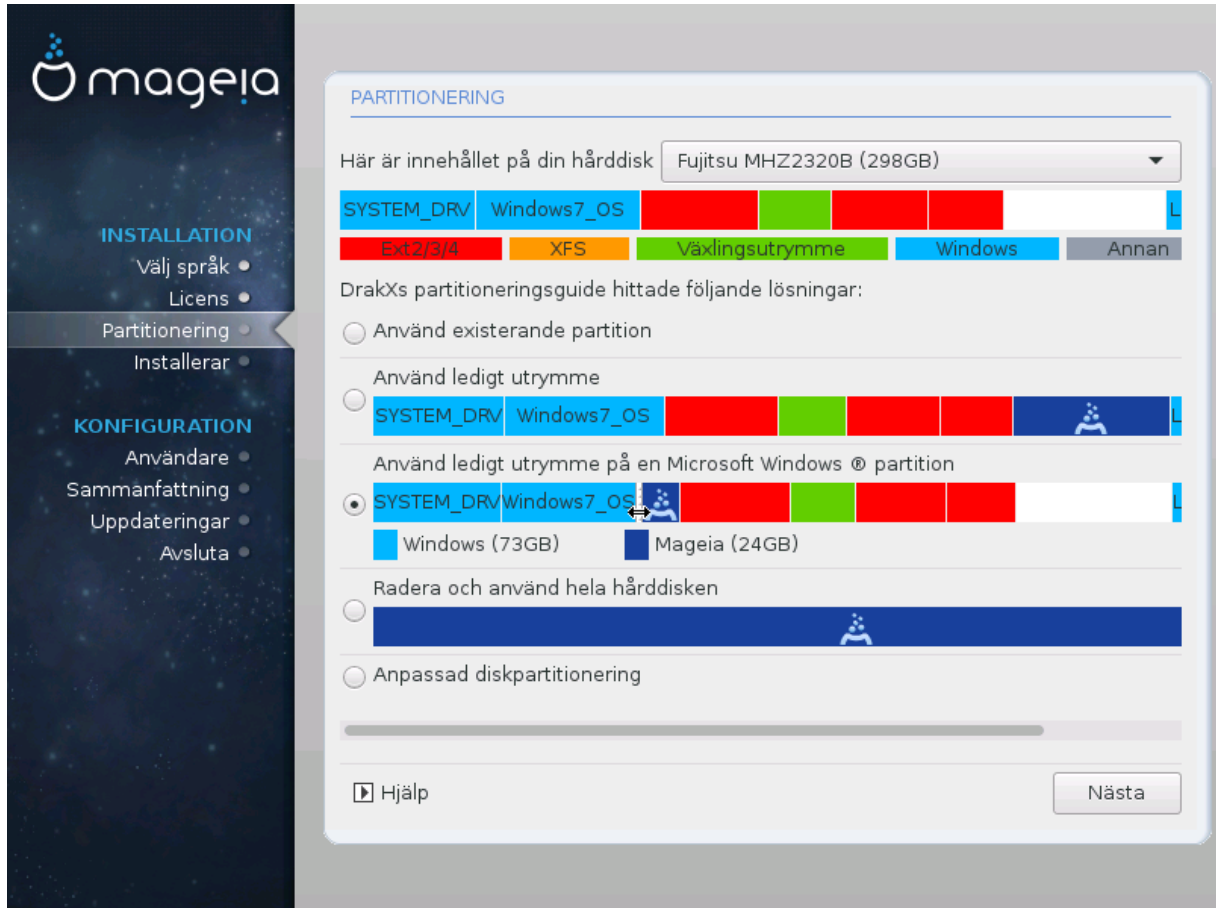 mageia
INSTALLATION
Välj språk
Licens
Partitionering
Installerar
KONFIGURATION
Användare
Sammanfattning
Uppdateringar
Avsluta
PARTITIONERING
Här är innehållet på din hårddisk Fujitsu MHZ2320B (298GB)
SYSTEM_DRV Windows7_OS L
Ext2/3/4 XFS Växlingsutrymme Windows Annan
DrakXs partitioneringsguide hittade följande lösningar:
Använd existerande partition
Använd ledigt utrymme
SYSTEM_DRV Windows7_OS L
Använd ledigt utrymme på en Microsoft Windows ® partition
SYSTEM_DRV Windows7_OS L
Windows (73GB) Mageia (24GB)
Radera och använd hela hårddisken
Anpassad diskpartitionering
Hjälp Nästa